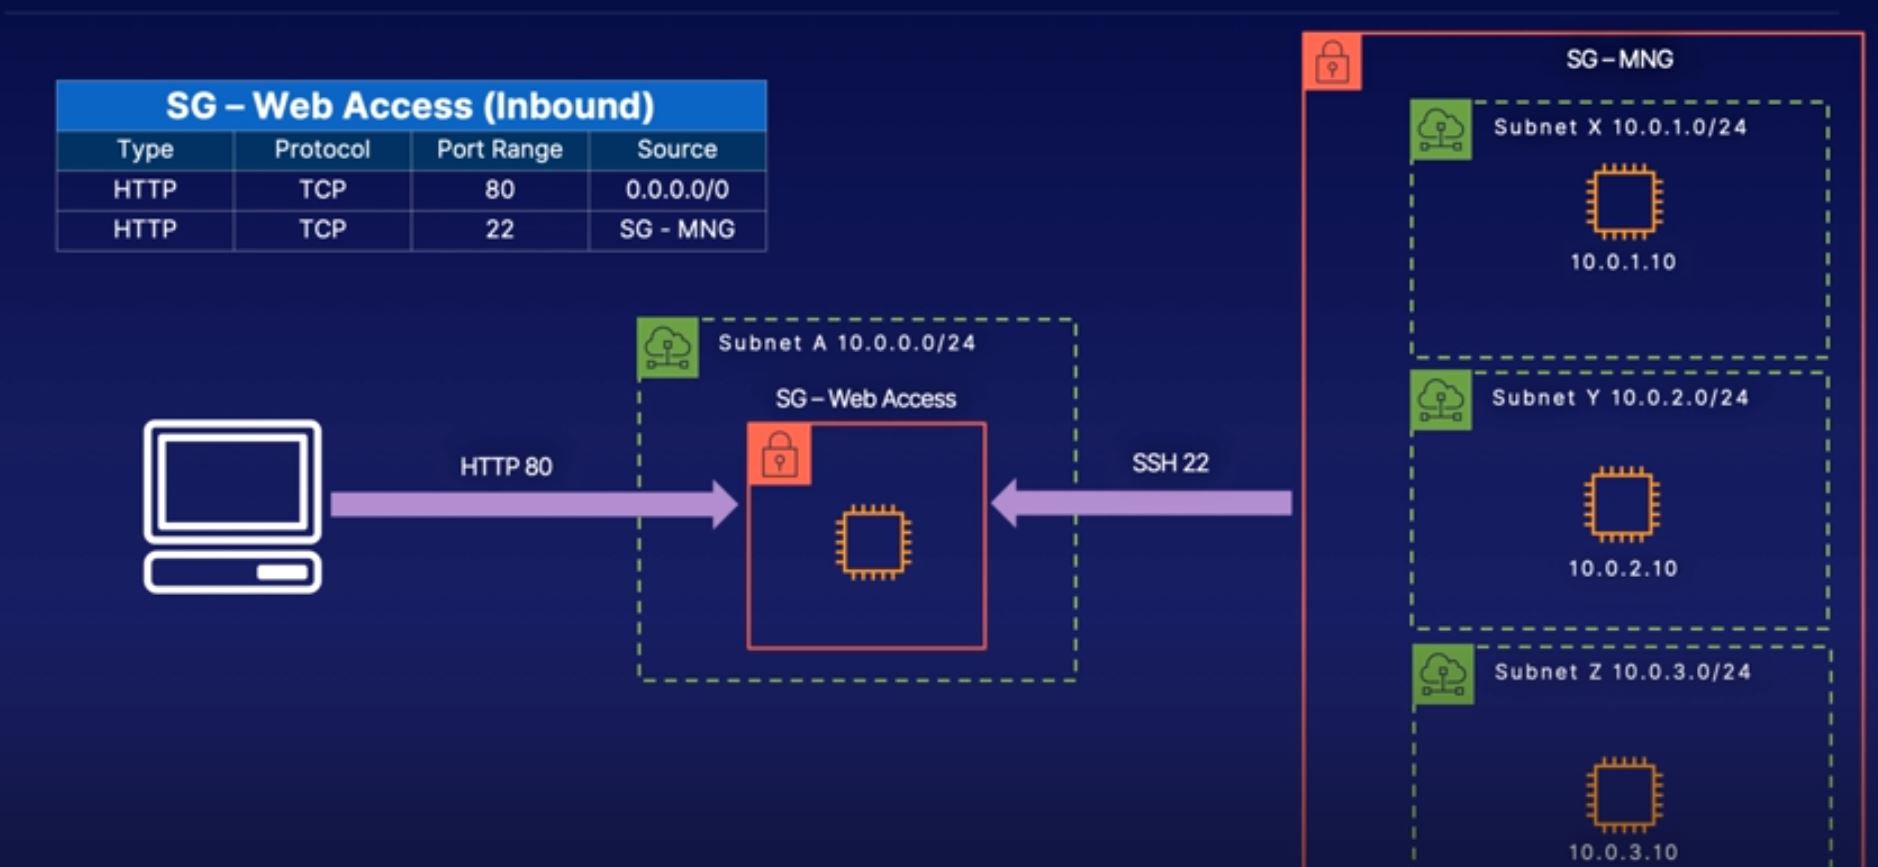 SG – Web Access (Inbound)
Type Protocol Port Range Source
HTTP TCP 80 0.0.0.0/0
HTTP TCP 22 SG - MNG
HTTP 80
Subnet A 10.0.0.0/24
SG – Web Access
SSH 22
SG – MNG
Subnet X 10.0.1.0/24
10.0.1.10
Subnet Y 10.0.2.0/24
10.0.2.10
Subnet Z 10.0.3.0/24
10.0.3.10